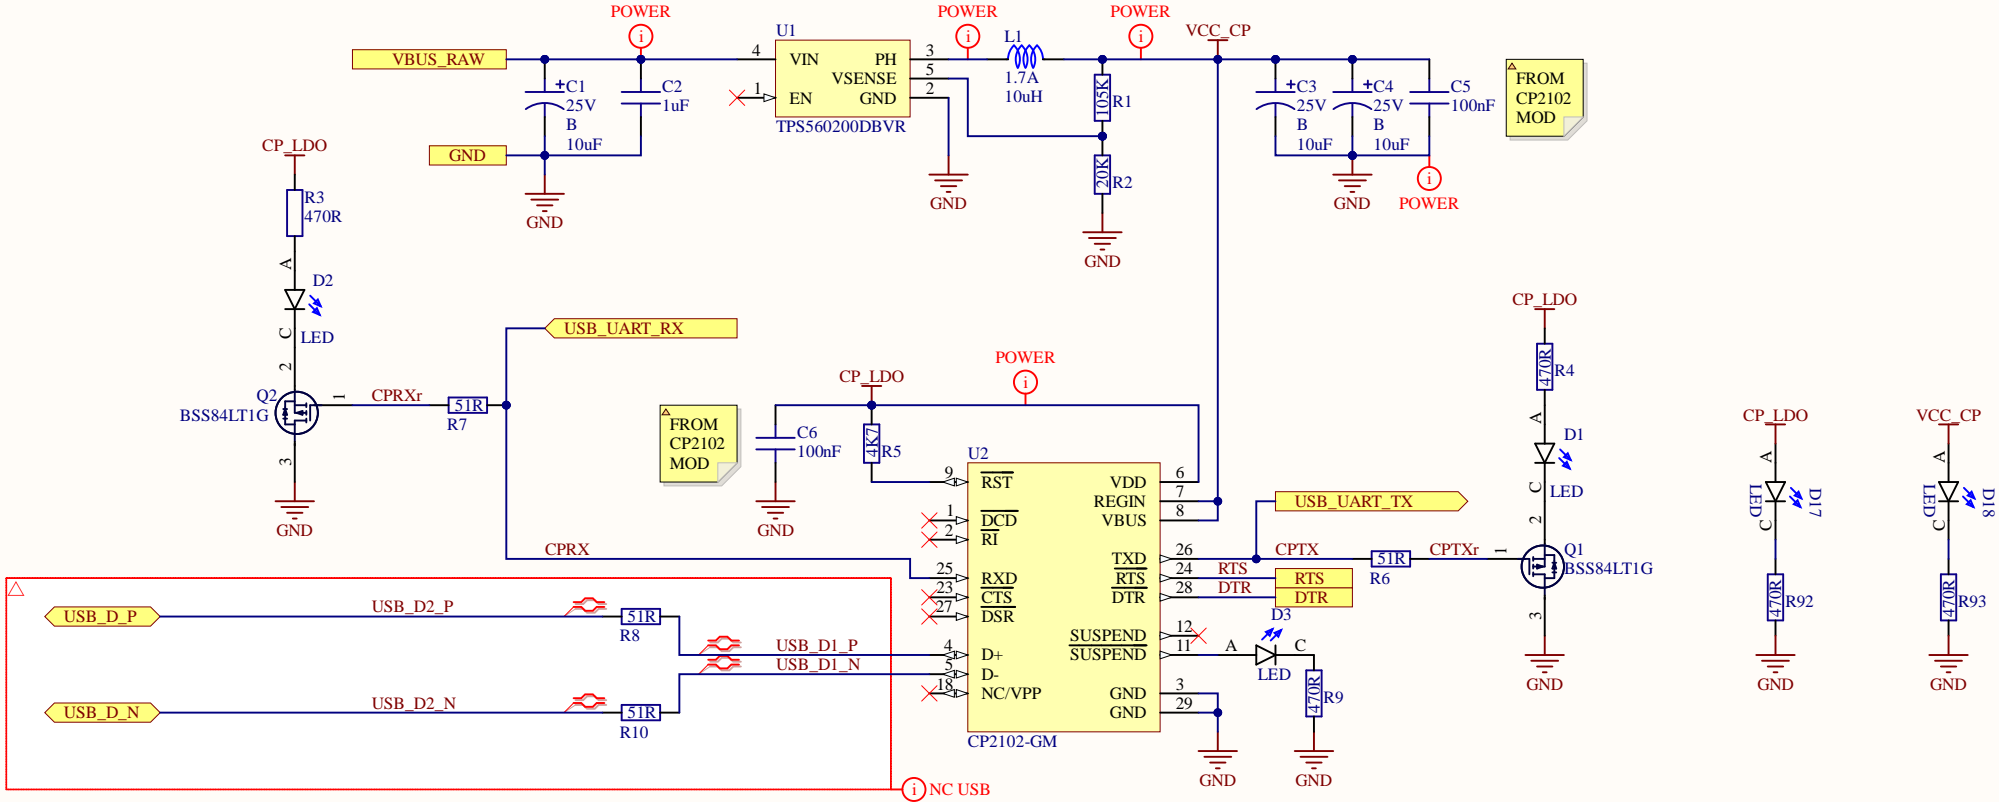 POWER
POWER
POWER
VCC_CP
VBUS_RAW
GND
C1
25V
B
10uF
C2
1uF
GND
U1
4 VIN
1 EN
PH 3
VSENSE 5
GND 2
TPS560200DBVR
GND
L1
1.7A
10uH
105K
R1
20K
R2
GND
C3
25V
B
10uF
C4
25V
B
10uF
C5
100nF
GND
POWER
FROM
CP2102
MOD
CP_LDO
R3
470R
A
D2
C
LED
2
Q2
BSS84LT1G
1
3
GND
CPRXr
51R
R7
USB_UART_RX
CPRX
FROM
CP2102
MOD
CP_LDO
POWER
C6
100nF
GND
4K7
R5
U2
9 RST
1 DCD
2 RI
25 RXD
23 CTS
27 DSR
4 D+
5 D-
18 NC/VPP
VDD 6
REGIN 7
VBUS 8
TXD 26
RTS 24
DTR 28
SUSPEND 12
SUSPEND 11
GND 3
GND 29
CP2102-GM
GND
USB_UART_TX
CPTX
51R
R6
CPTXr
RTS
RTS
DTR
DTR
D3
A
C
LED
470R
R9
GND
CP_LDO
470R
R4
A
D1
C
LED
2
1
Q1
BSS84LT1G
3
GND
CP_LDO
A
LED
D17
C
470R
R92
GND
VCC_CP
A
LED
D18
C
470R
R93
GND
USB_D_P
USB_D2_P
51R
R8
USB_D1_P
USB_D1_N
USB_D_N
USB_D2_N
51R
R10
NC USB